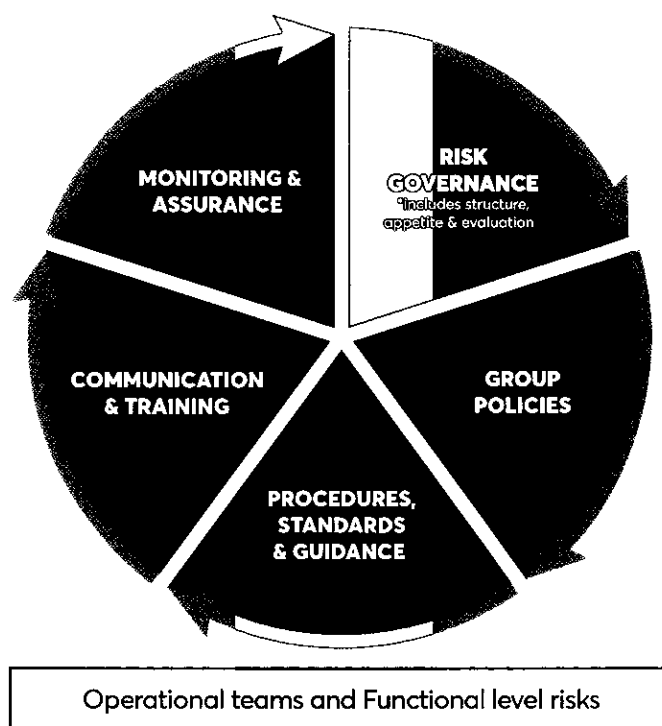 RISK
GOVERNANCE
*includes structure,
appetite & evaluation
GROUP
POLICIES
PROCEDURES,
STANDARDS
& GUIDANCE
COMMUNICATION
& TRAINING
MONITORING &
ASSURANCE
Operational teams and Functional level risks